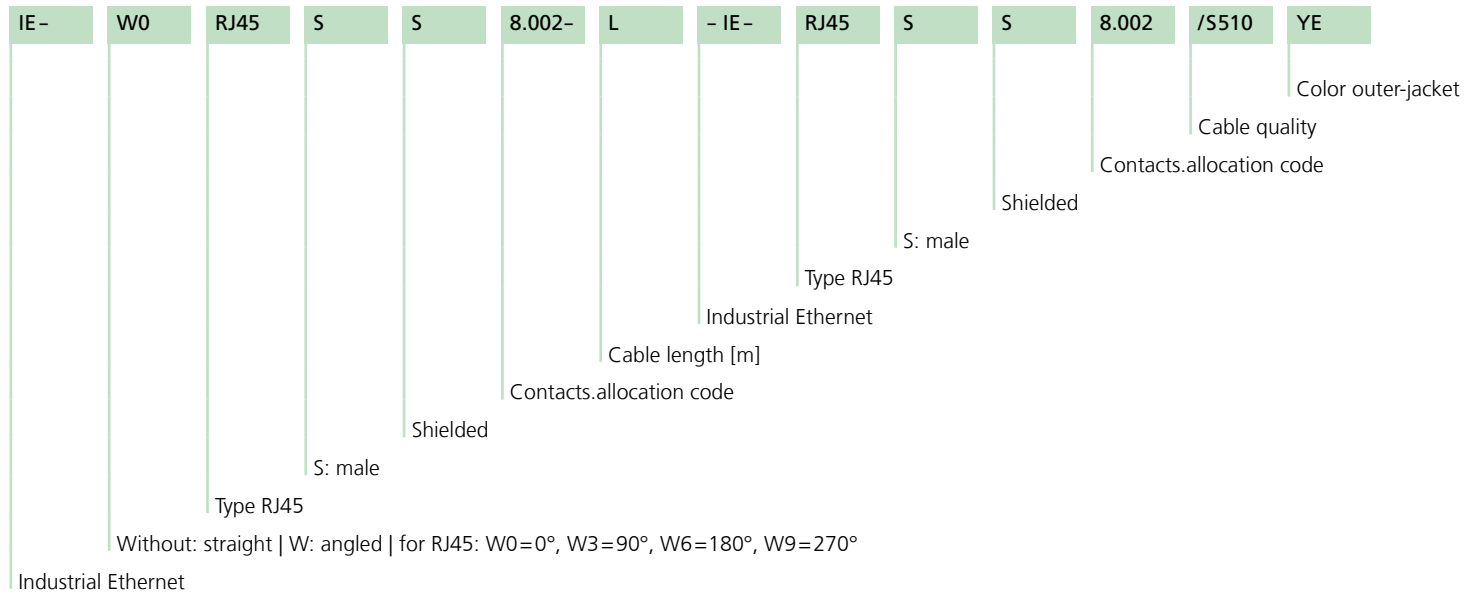 IE– W0 RJ45 S S 8.002– L – IE– RJ45 S S 8.002 /S510 YE
Color outer-jacket
Cable quality
Contacts.allocation code
Shielded
S: male
Type RJ45
Industrial Ethernet
Cable length [m]
Contacts.allocation code
Shielded
S: male
Type RJ45
Without: straight | W: angled | for RJ45: W0=0°, W3=90°, W6=180°, W9=270°
Industrial Ethernet